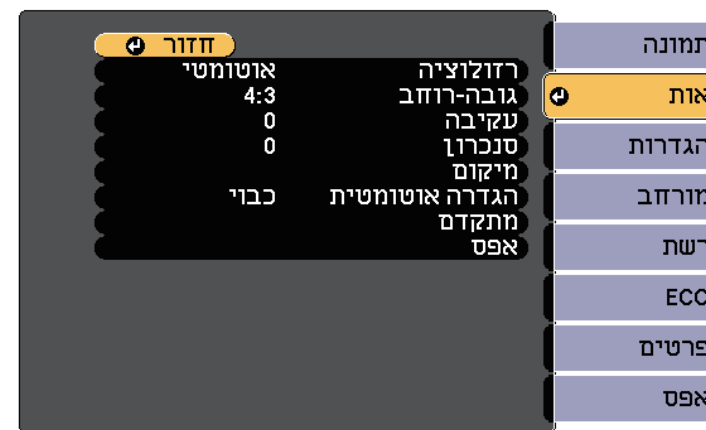 תמונה
אות
הגדרות
מורחב
רשת
ECO
פרטים
אפס
חזור
רזולוציה אוטומטי
גובה-רוחב 4:3
עקיבה 0
סנכרון 0
מיקום
הגדרה אוטומטית כבוי
מתקדם
אפס